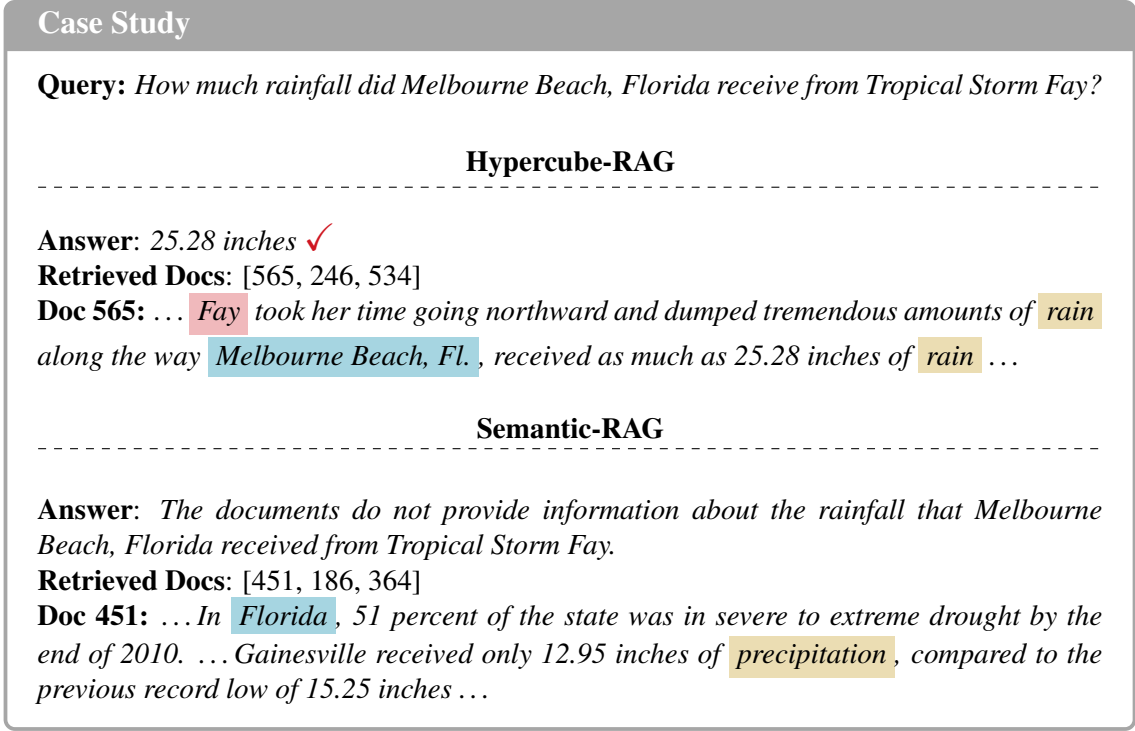 Case Study
Query: How much rainfall did Melbourne Beach, Florida receive from Tropical Storm Fay?
Hypercube-RAG
Answer: 25.28 inches ✓
Retrieved Docs: [565, 246, 534]
Doc 565: ... Fay took her time going northward and dumped tremendous amounts of rain
along the way Melbourne Beach, Fl. , received as much as 25.28 inches of rain ...
Semantic-RAG
Answer: The documents do not provide information about the rainfall that Melbourne
Beach, Florida received from Tropical Storm Fay.
Retrieved Docs: [451, 186, 364]
Doc 451: ... In Florida , 51 percent of the state was in severe to extreme drought by the
end of 2010. ... Gainesville received only 12.95 inches of precipitation , compared to the
previous record low of 15.25 inches ...